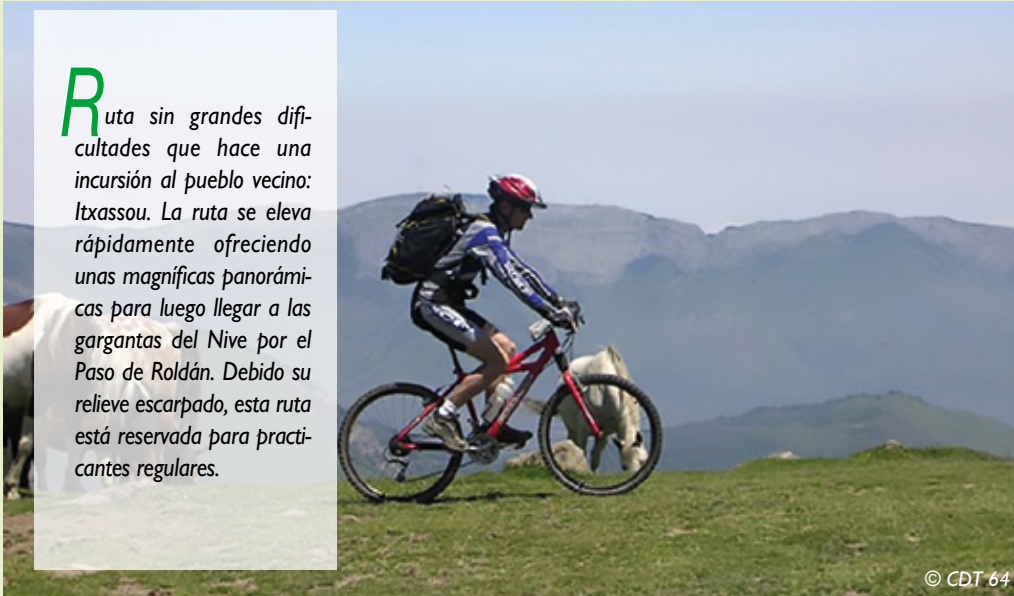 Ruta sin grandes difi-
cultades que hace una
incursión al pueblo vecino:
Itxassou. La ruta se eleva
rápidamente ofreciendo
unas magníficas panorámi-
cas para luego llegar a las
gargantas del Nive por el
Paso de Roldán. Debido su
relieve escarpado, esta ruta
está reservada para practi-
cantes regulares.
© CDT 64